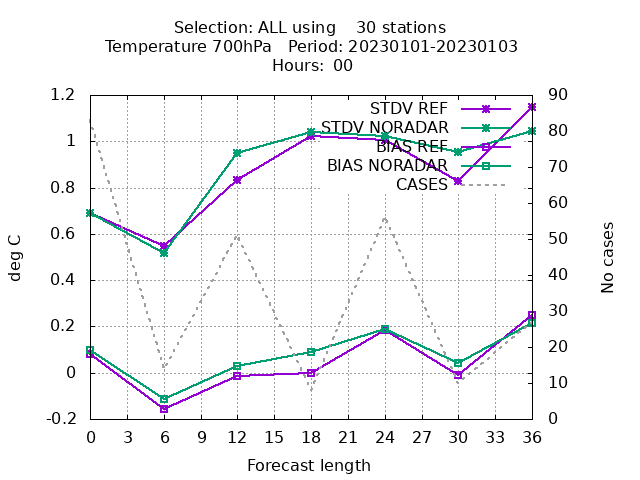 Selection: ALL using    30 stations
Temperature 700hPa   Period: 20230101-20230103
Hours:  00
STDV REF
STDV NORADAR
BIAS REF
BIAS NORADAR
CASES
deg C
1.2
1
0.8
0.6
0.4
0.2
0
-0.2
90
80
70
60
50
40
30
20
10
0
No cases
0 3 6 9 12 15 18 21 24 27 30 33 36
Forecast length